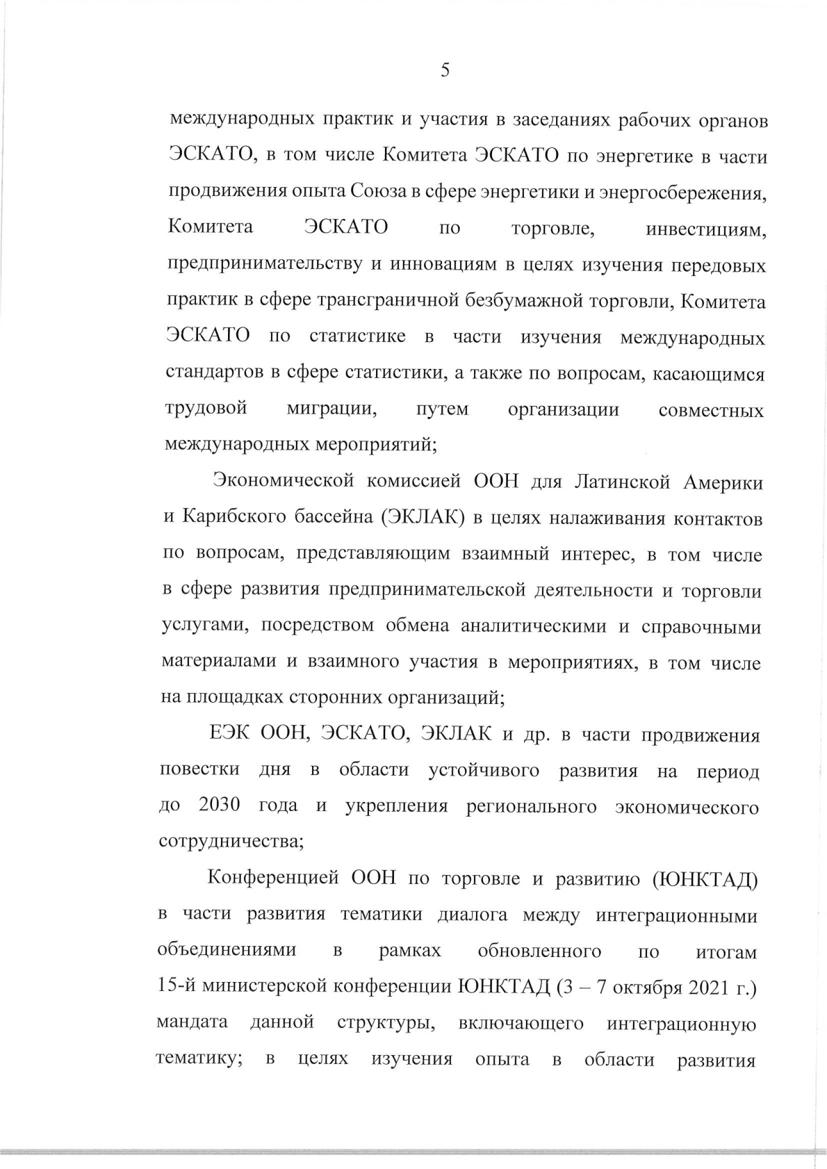 5
международных практик и участия в заседаниях рабочих органов
ЭСКАТО, в том числе Комитета ЭСКАТО по энергетике в части
продвижения опыта Союза в сфере энергетики и энергосбережения,
Комитета ЭСКАТО по торговле, инвестициям,
предпринимательству и инновациям в целях изучения передовых
практик в сфере трансграничной безбумажной торговли, Комитета
ЭСКАТО по статистике в части изучения международных
стандартов в сфере статистики, а также по вопросам, касающимся
трудовой миграции, путем организации совместных
международных мероприятий;
Экономической комиссией ООН для Латинской Америки
и Карибского бассейна (ЭКЛАК) в целях налаживания контактов
по вопросам, представляющим взаимный интерес, в том числе
в сфере развития предпринимательской деятельности и торговли
услугами, посредством обмена аналитическими и справочными
материалами и взаимного участия в мероприятиях, в том числе
на площадках сторонних организаций;
ЕЭК ООН, ЭСКАТО, ЭКЛАК и др. в части продвижения
повестки дня в области устойчивого развития на период
до 2030 года и укрепления регионального экономического
сотрудничества;
Конференцией ООН по торговле и развитию (ЮНКТАД)
в части развития тематики диалога между интеграционными
объединениями в рамках обновленного по итогам
15-й министерской конференции ЮНКТАД (3 – 7 октября 2021 г.)
мандата данной структуры, включающего интеграционную
тематику; в целях изучения опыта в области развития